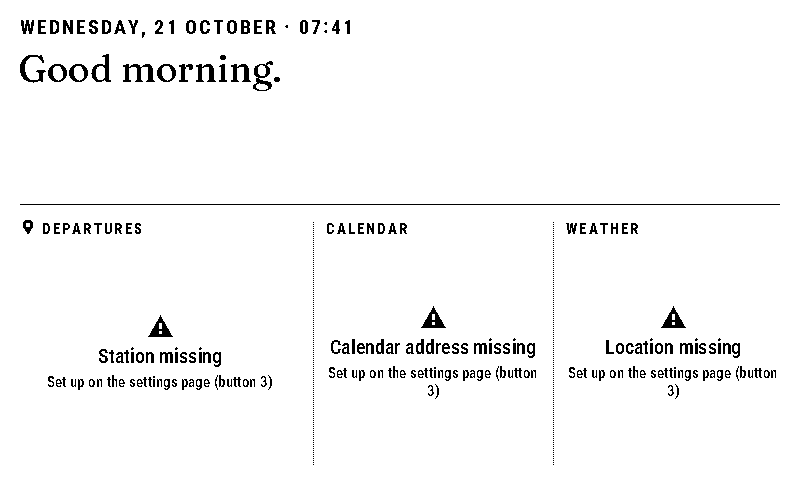 WEDNESDAY, 21 OCTOBER · 07:41
Good morning.
DEPARTURES
Station missing
Set up on the settings page (button 3)
CALENDAR
Calendar address missing
Set up on the settings page (button
3)
WEATHER
Location missing
Set up on the settings page (button
3)